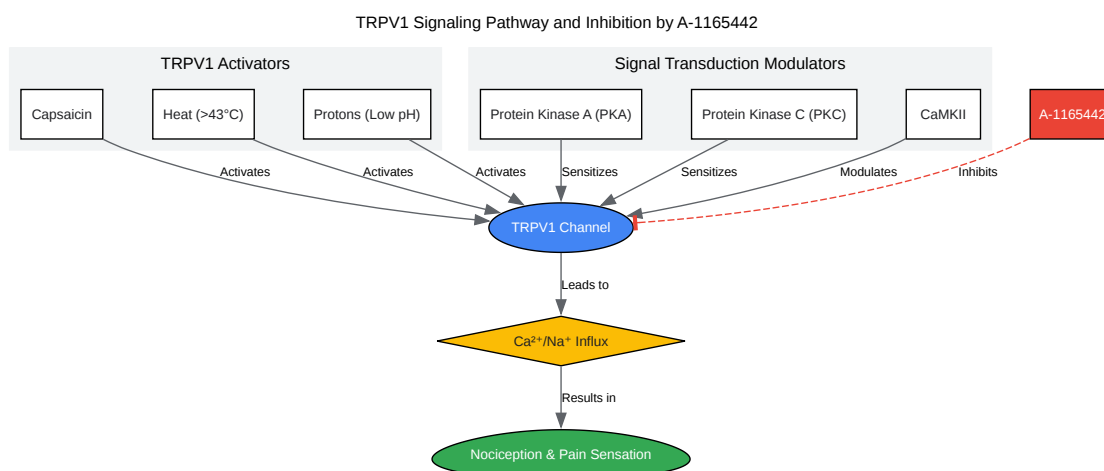 TRPV1 Signaling Pathway and Inhibition by A-1165442
TRPV1 Activators
Signal Transduction Modulators
Capsaicin
Heat (>43°C)
Protons (Low pH)
Protein Kinase A (PKA)
Protein Kinase C (PKC)
CaMKII
A-1165442
Activates
Activates
Activates
Sensitizes
Sensitizes
Modulates
Inhibits
TRPV1 Channel
Leads to
Ca²⁺/Na⁺ Influx
Results in
Nociception & Pain Sensation